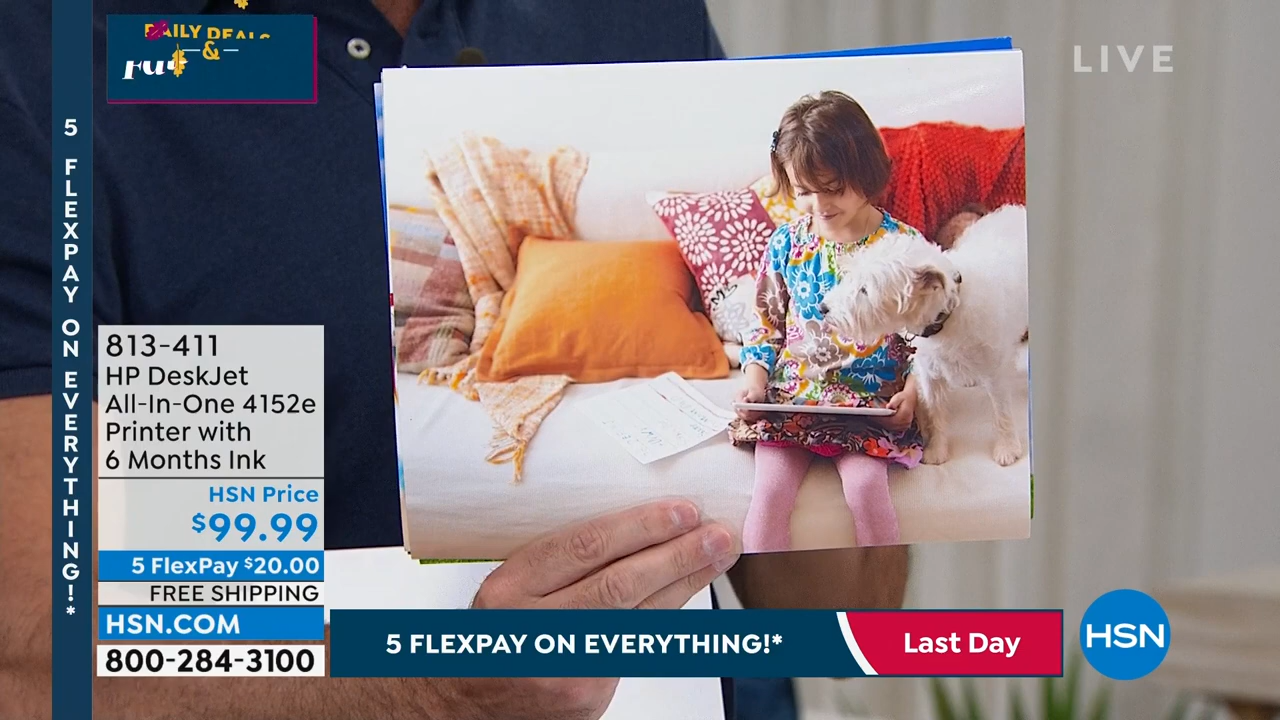 DAILY DEALS
&
LIVE
5 FLEXPAY ON EVERYTHING!*
813-411
HP DeskJet
All-In-One 4152e
Printer with
6 Months Ink
HSN Price
$99.99
5 FlexPay $20.00
FREE SHIPPING
HSN.COM
800-284-3100
5 FLEXPAY ON EVERYTHING!*
Last Day
HSN